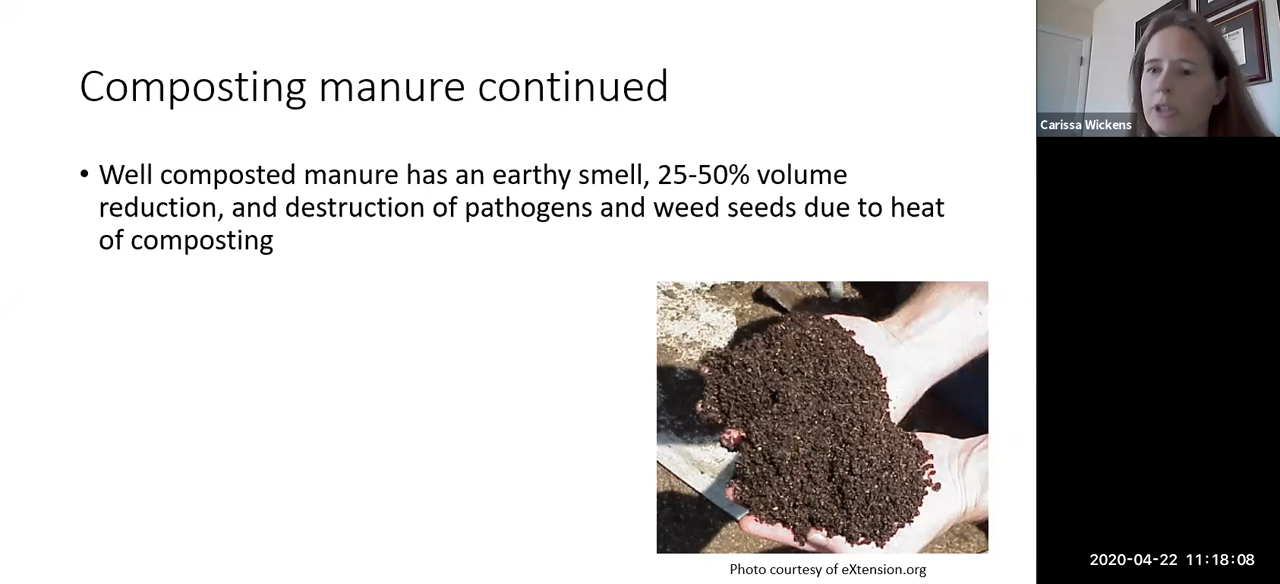 Composting manure continued
• Well composted manure has an earthy smell, 25-50% volume
reduction, and destruction of pathogens and weed seeds due to heat
of composting
Photo courtesy of eXtension.org
Carissa Wickens
2020-04-22 11:18:08